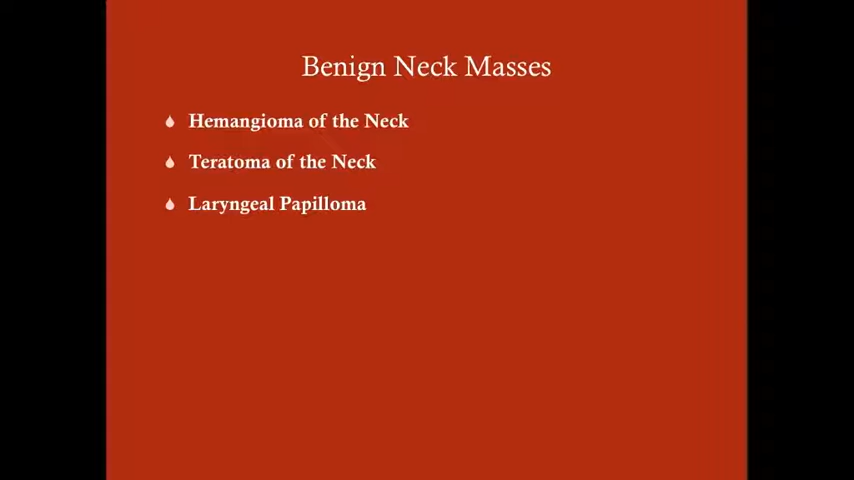 Benign Neck Masses
Hemangioma of the Neck
Teratoma of the Neck
Laryngeal Papilloma